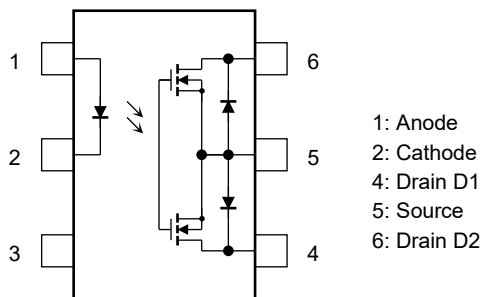 1
2
3
6
5
4
1: Anode
2: Cathode
4: Drain D1
5: Source
6: Drain D2